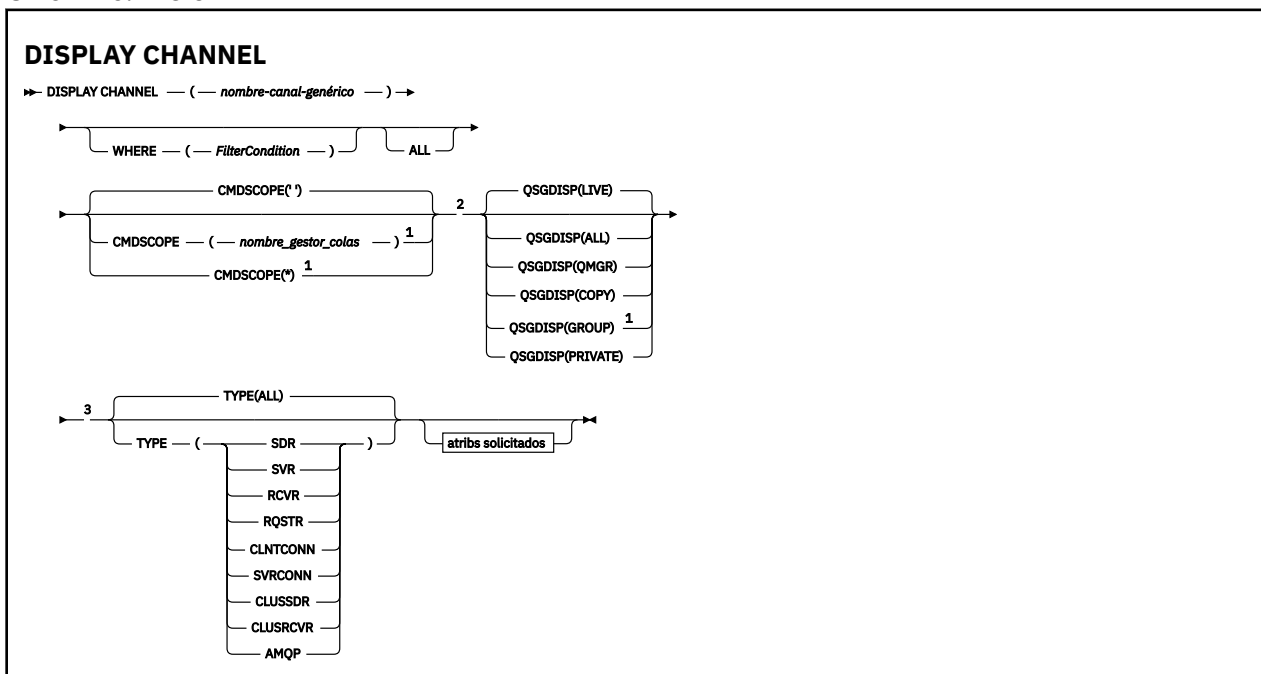 DISPLAY CHANNEL
DISPLAY CHANNEL — ( — nombre-canal-genérico — )
WHERE — ( — FilterCondition — ) ALL
CMDSCOPE(' ') 2 QSGDISP(LIVE)
CMDSCOPE — ( — nombre_gestor_colas — ) 1 QSGDISP(ALL)
CMDSCOPE(*) 1 QSGDISP(QMGR)
QSGDISP(COPY)
QSGDISP(GROUP) 1
QSGDISP(PRIVATE)
3 TYPE(ALL)
TYPE — ( — SDR — ) atribs solicitados
SVR
RCVR
RQSTR
CLNTCONN
SVRCONN
CLUSSDR
CLUSRCVR
AMQP